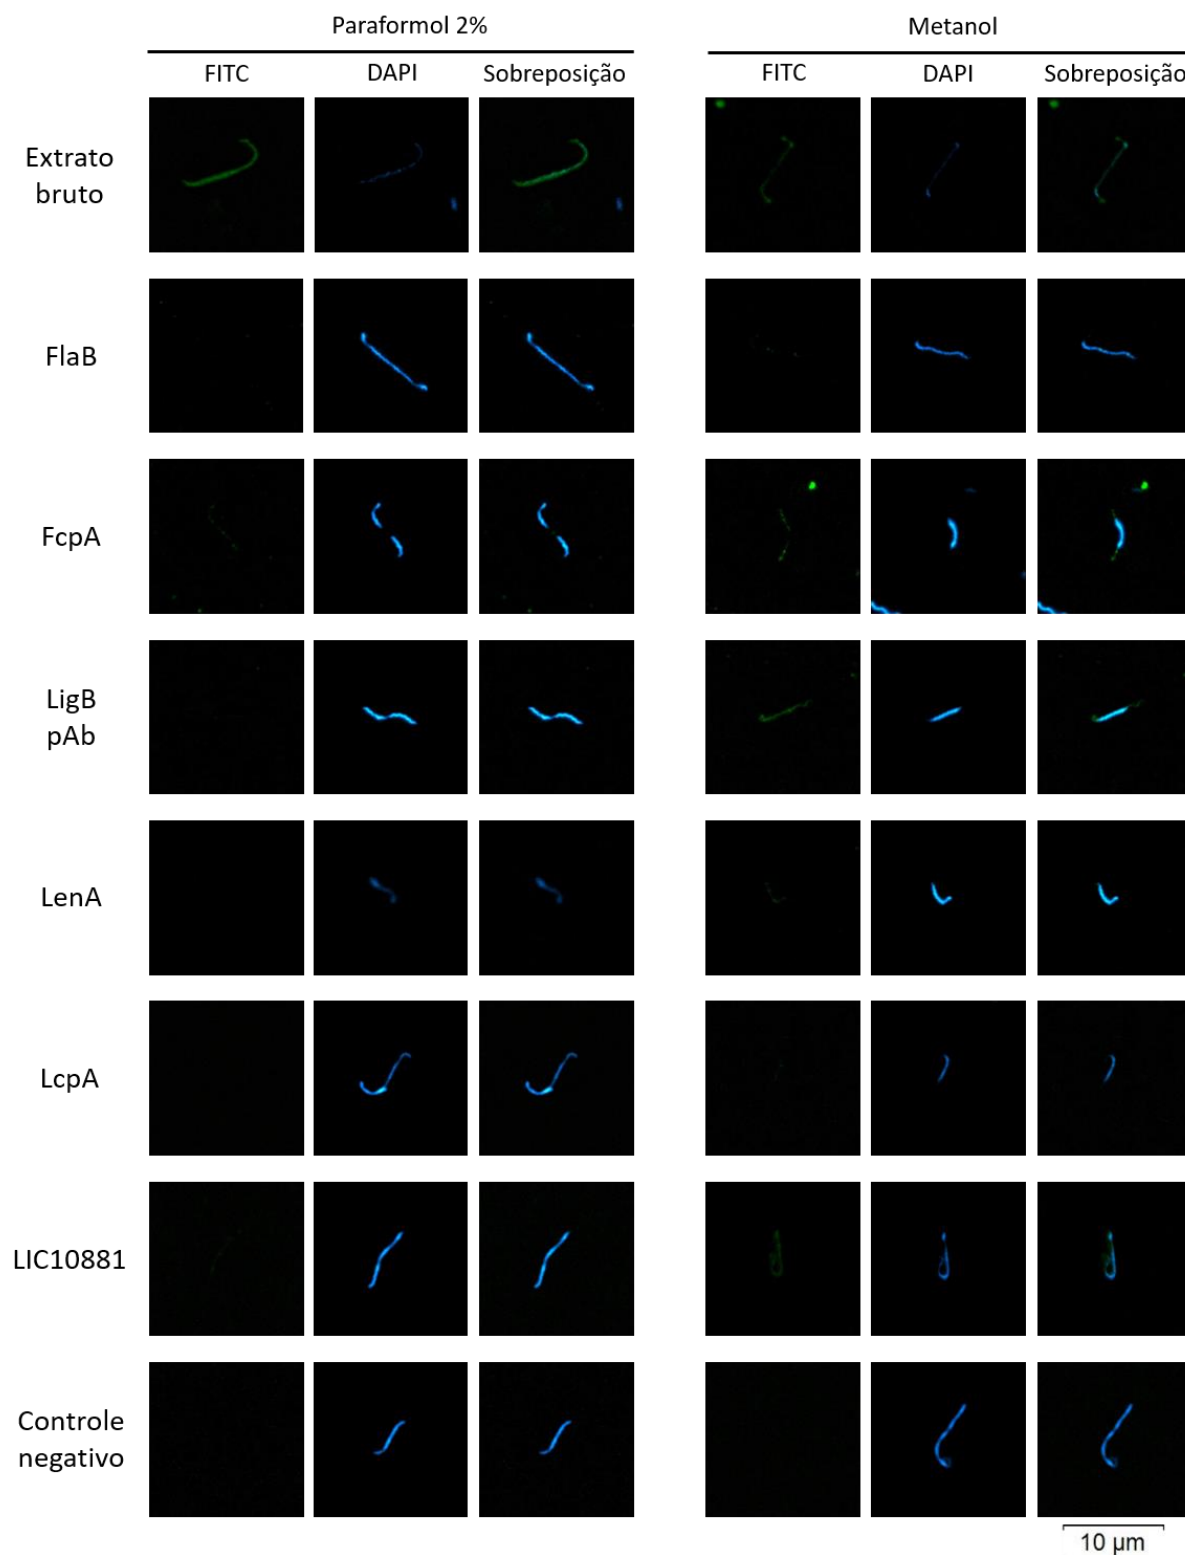 Paraformol 2%
Metanol
FITC
DAPI
Sobreposição
FITC
DAPI
Sobreposição
Extrato
bruto
FlaB
FcpA
LigB
pAb
LenA
LcpA
LIC10881
Controle
negativo
10 µm